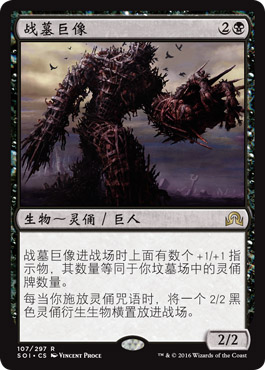 战墓巨像 2
生物～灵俑／巨人
战墓巨像进战场时上面有数个+1/+1指
示物，其数量等同于你坟墓场中的灵俑
牌数量。
每当你施放灵俑咒语时，将一个2/2黑
色灵俑衍生生物横置放进战场。
2/2
107/297 R
SOI • CS VINCENT PROCE
™ & © 2016 Wizards of the Coast